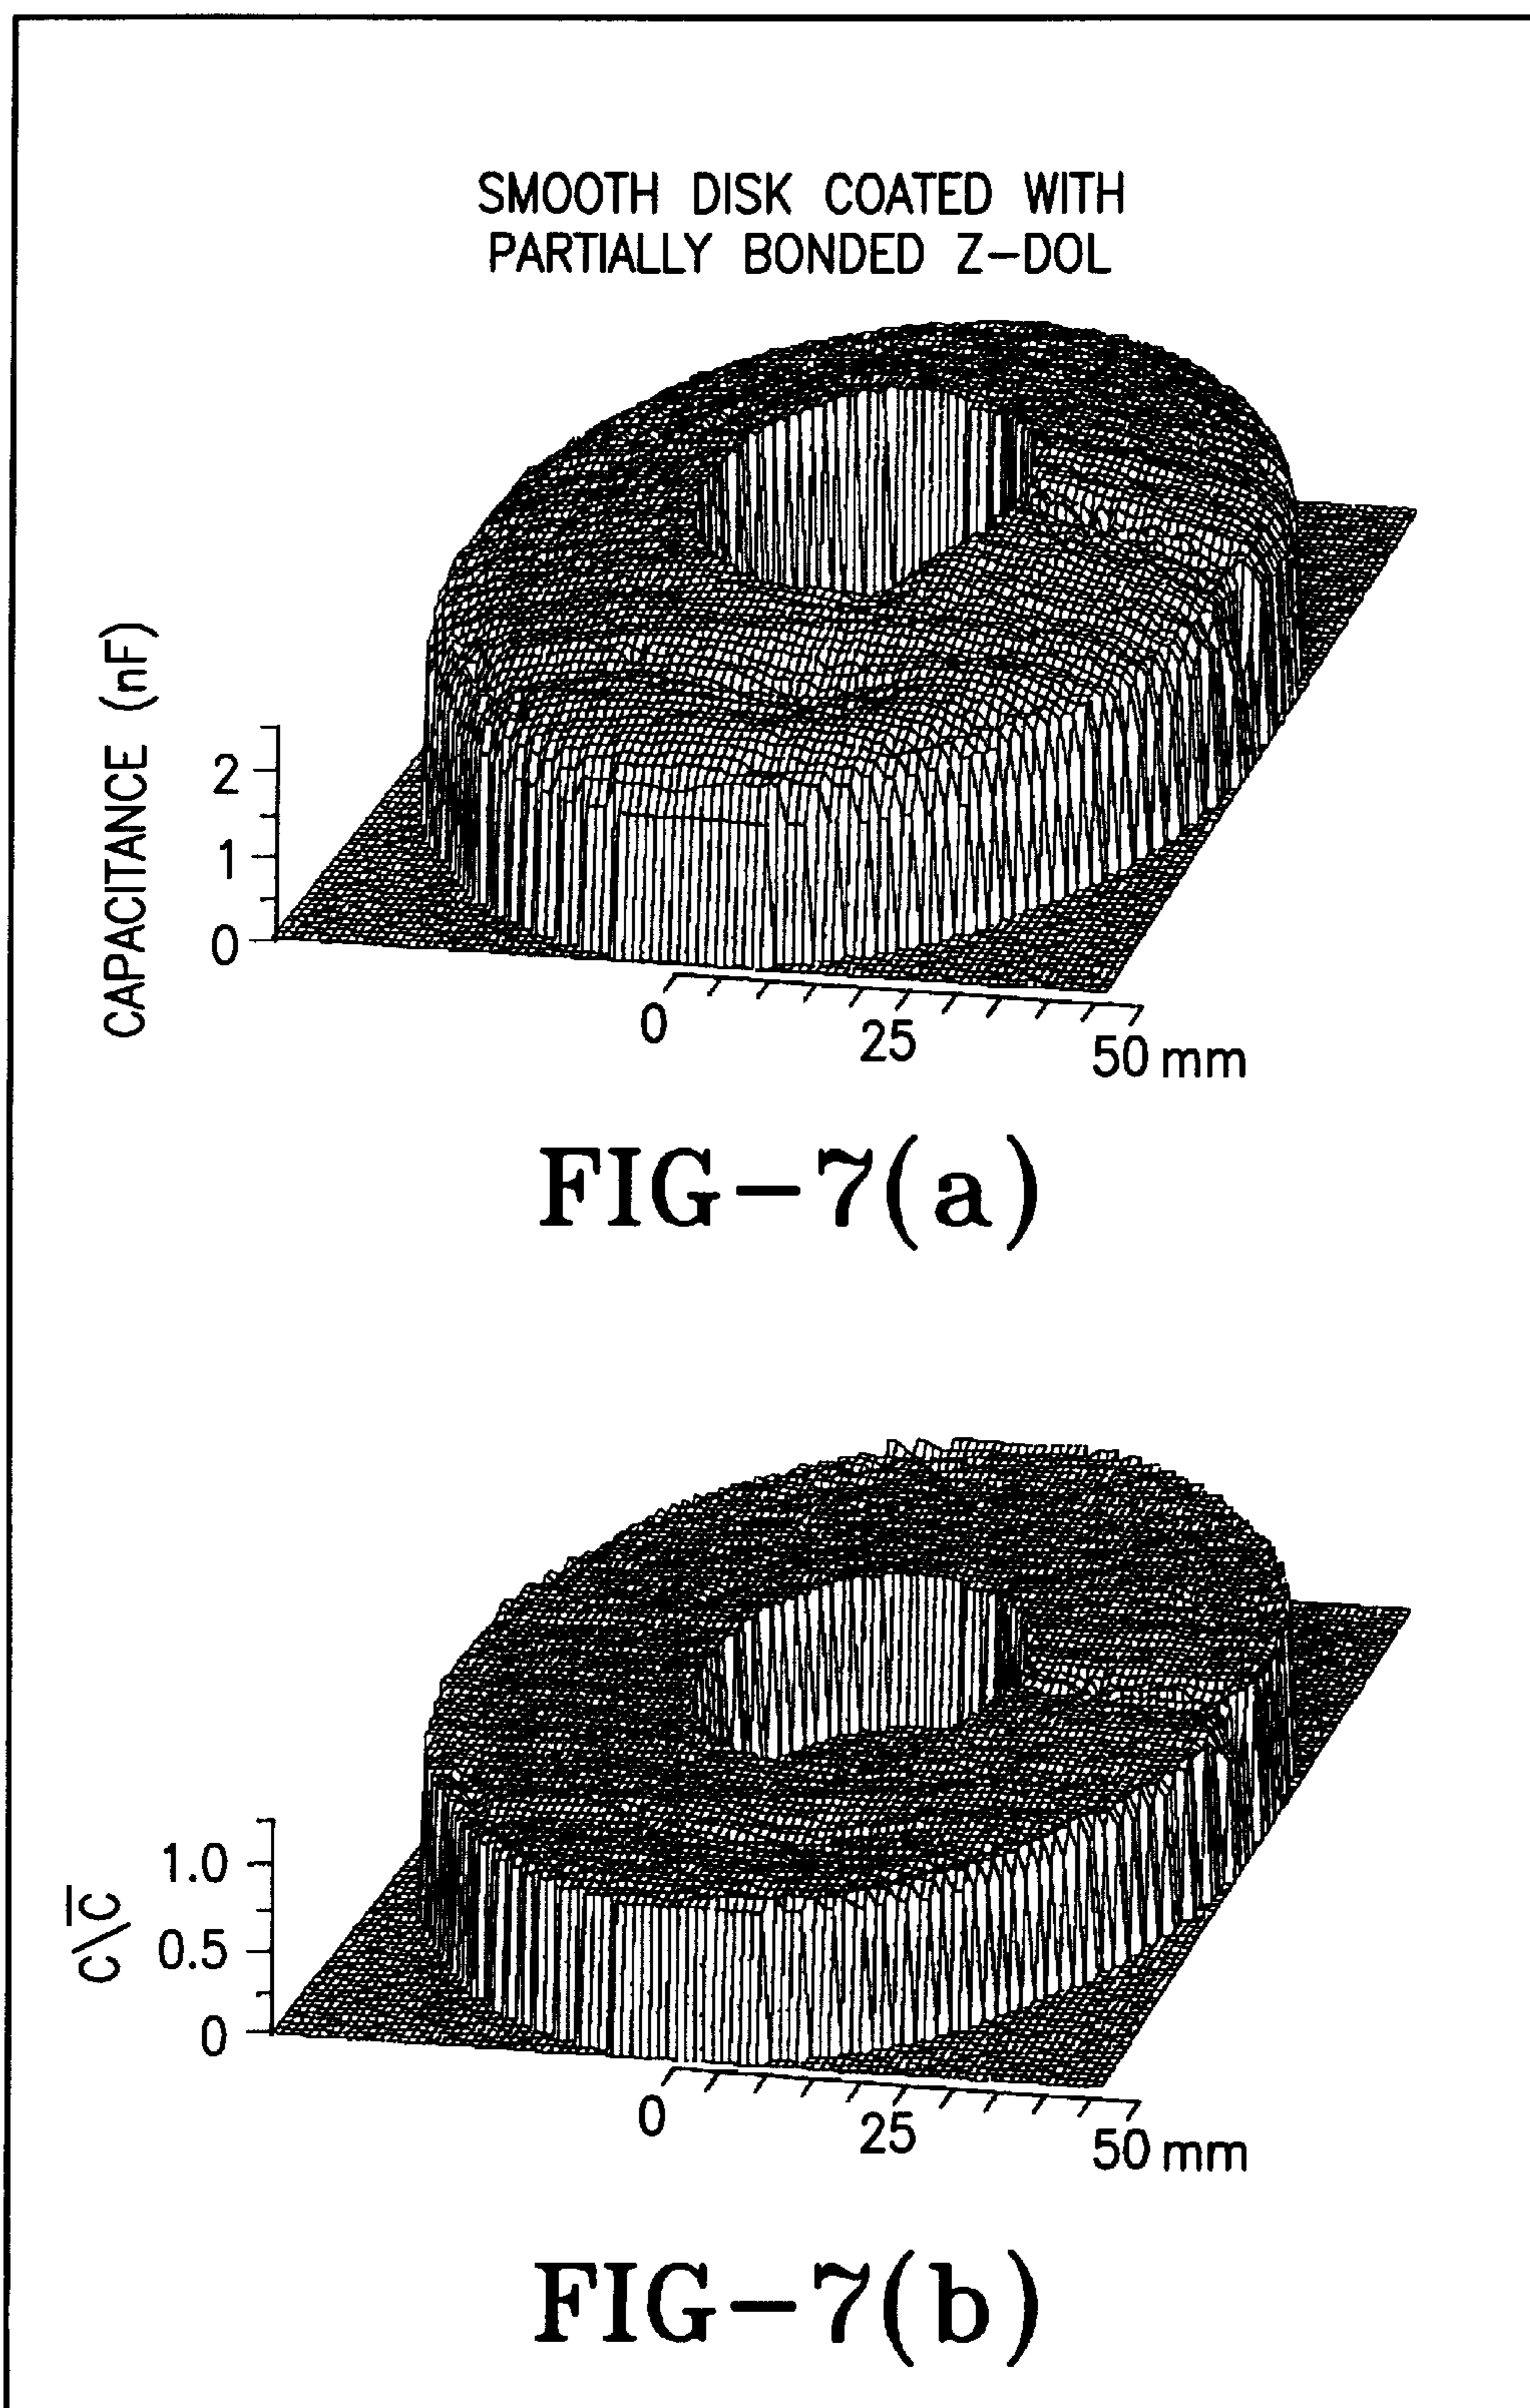 SMOOTH DISK COATED WITH
PARTIALLY BONDED Z-DOL
CAPACITANCE (nF)
2
1
0
0
25
50 mm
FIG-7(a)
C\C̅
1.0
0.5
0
0
25
50 mm
FIG-7(b)